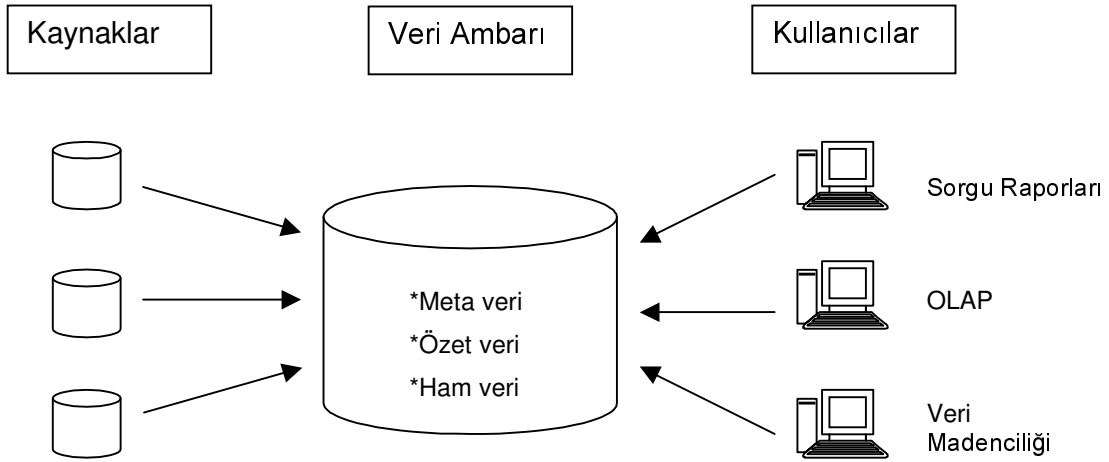 Kaynaklar
Veri Ambarı
Kullanıcılar
*Meta veri
*Özet veri
*Ham veri
Sorgu Raporları
OLAP
Veri
Madenciliği